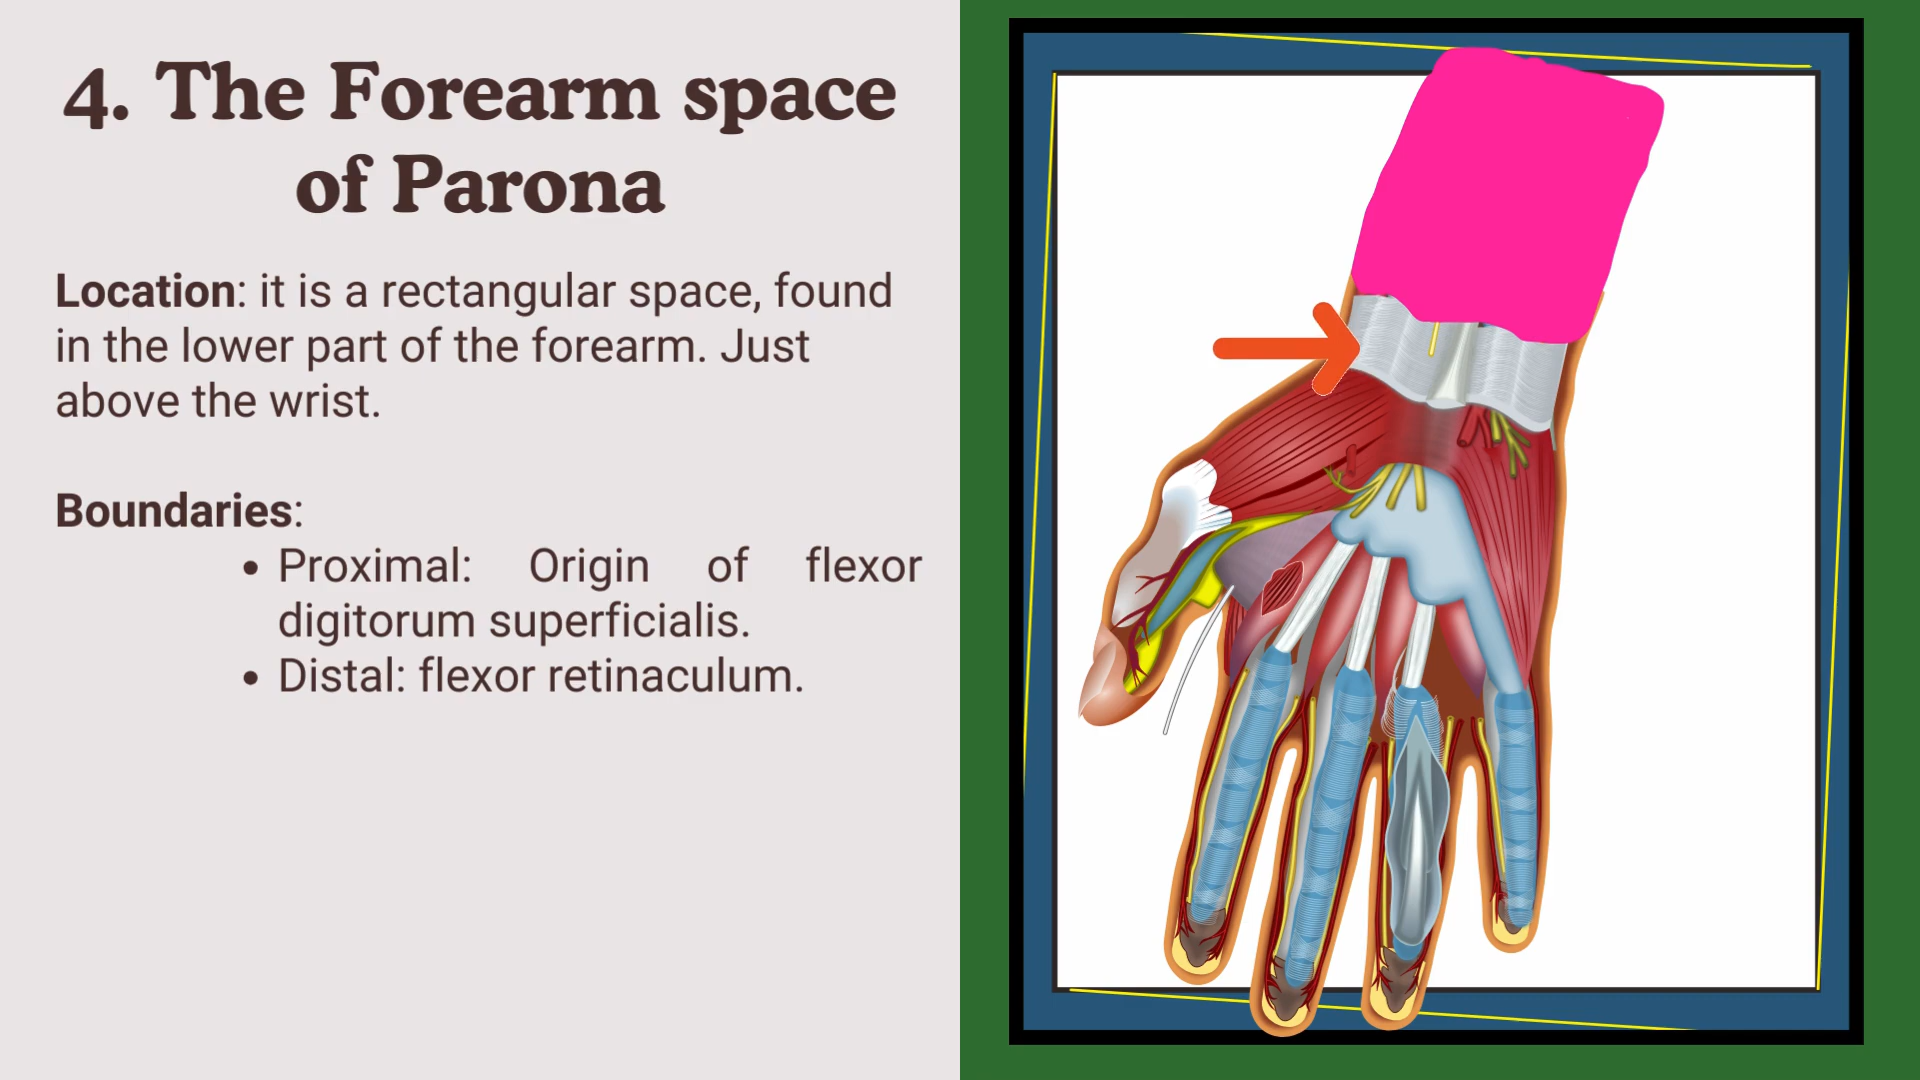 4. The Forearm space
of Parona
Location: it is a rectangular space, found
in the lower part of the forearm. Just
above the wrist.
Boundaries:
• Proximal: Origin of flexor
digitorum superficialis.
• Distal: flexor retinaculum.